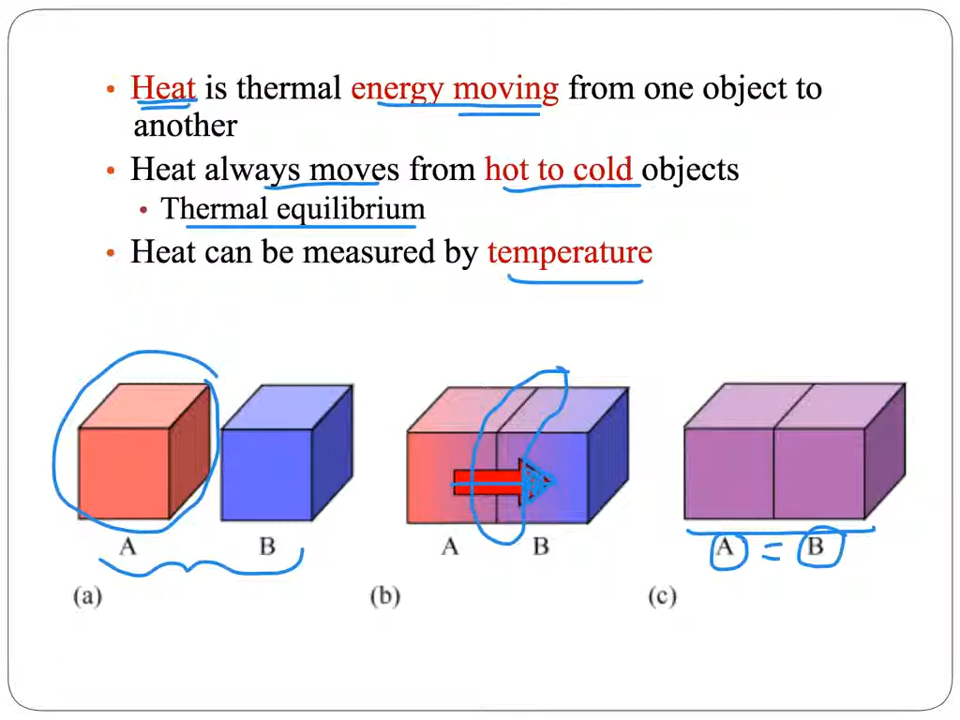 • Heat is thermal energy moving from one object to
another
• Heat always moves from hot to cold objects
• Thermal equilibrium
• Heat can be measured by temperature
A B A B A = B
(a) (b) (c)